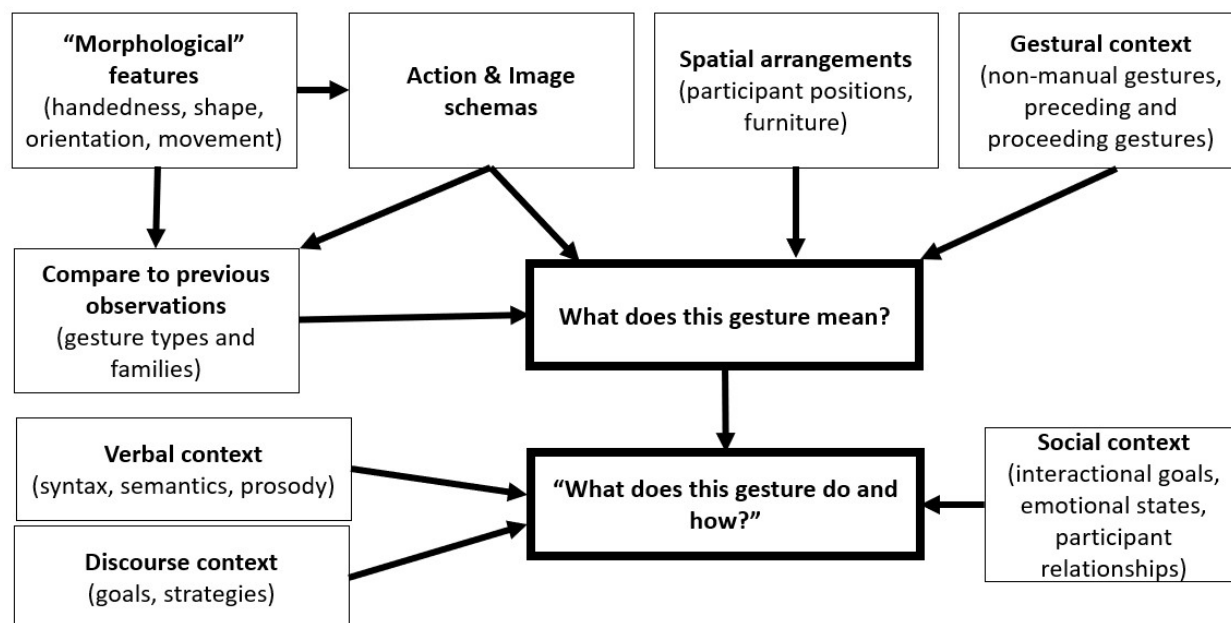 “Morphological”
features
(handedness, shape,
orientation, movement)
Action & Image
schemas
Spatial arrangements
(participant positions,
furniture)
Gestural context
(non-manual gestures,
preceding and
proceeding gestures)
Compare to previous
observations
(gesture types and
families)
What does this gesture mean?
Verbal context
(syntax, semantics, prosody)
Discourse context
(goals, strategies)
“What does this gesture do and
how?”
Social context
(interactional goals,
emotional states,
participant
relationships)